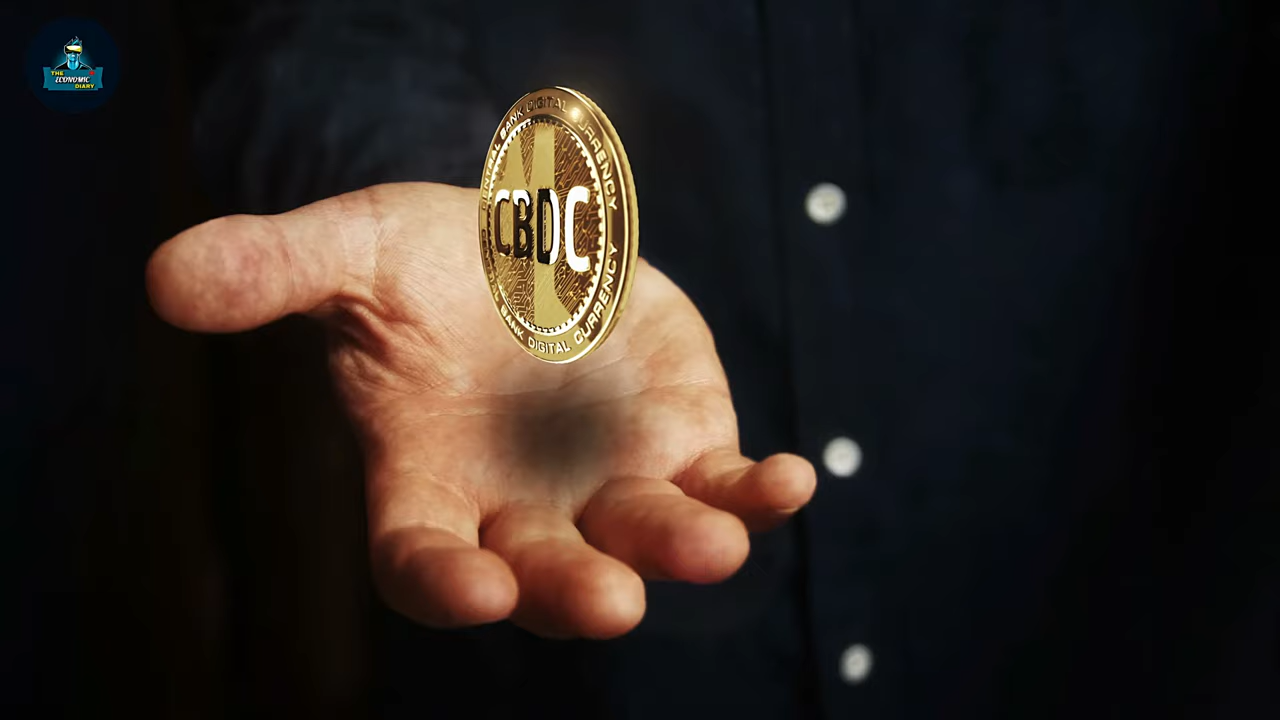 THE
ECONOMIC
DIARY
CENTRAL BANK DIGITAL CURRENCY
CBDC
CENTRAL BANK DIGITAL CURRENCY